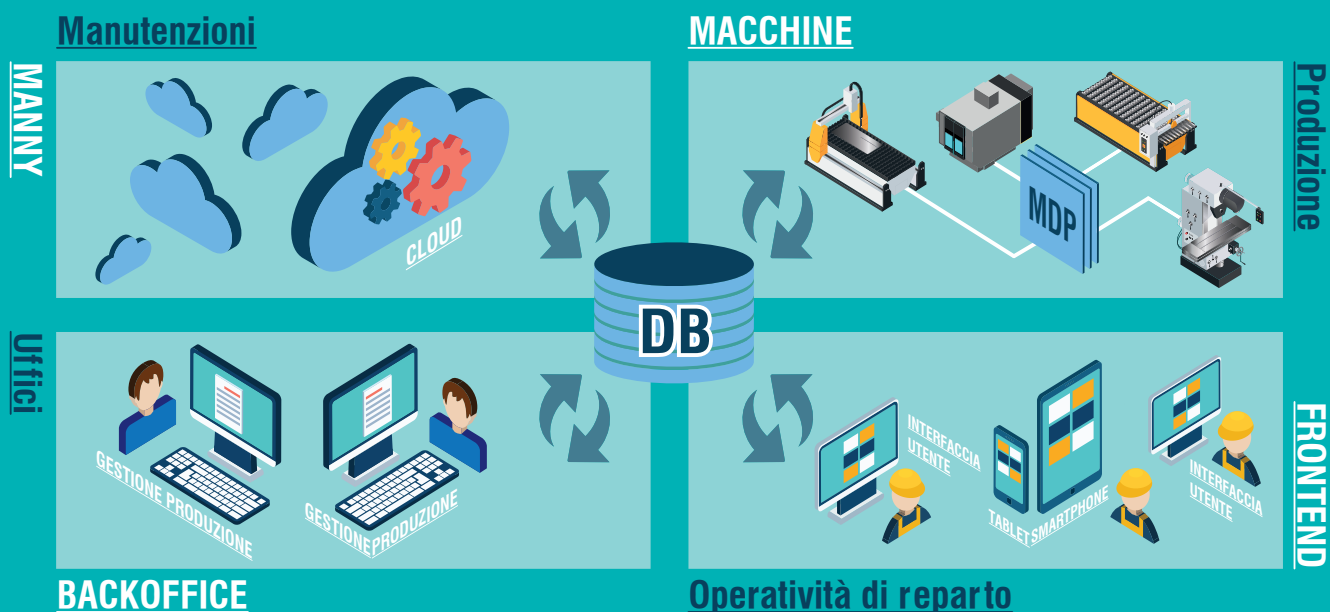 Manutenzioni
MANNY
CLOUD
MACCHINE
Produzione
MDP
DB
Uffici
GESTIONE PRODUZIONE
GESTIONE PRODUZIONE
BACKOFFICE
INTERFACCIA
UTENTE
TABLET SMARTPHONE
INTERFACCIA
UTENTE
FRONTEND
Operatività di reparto